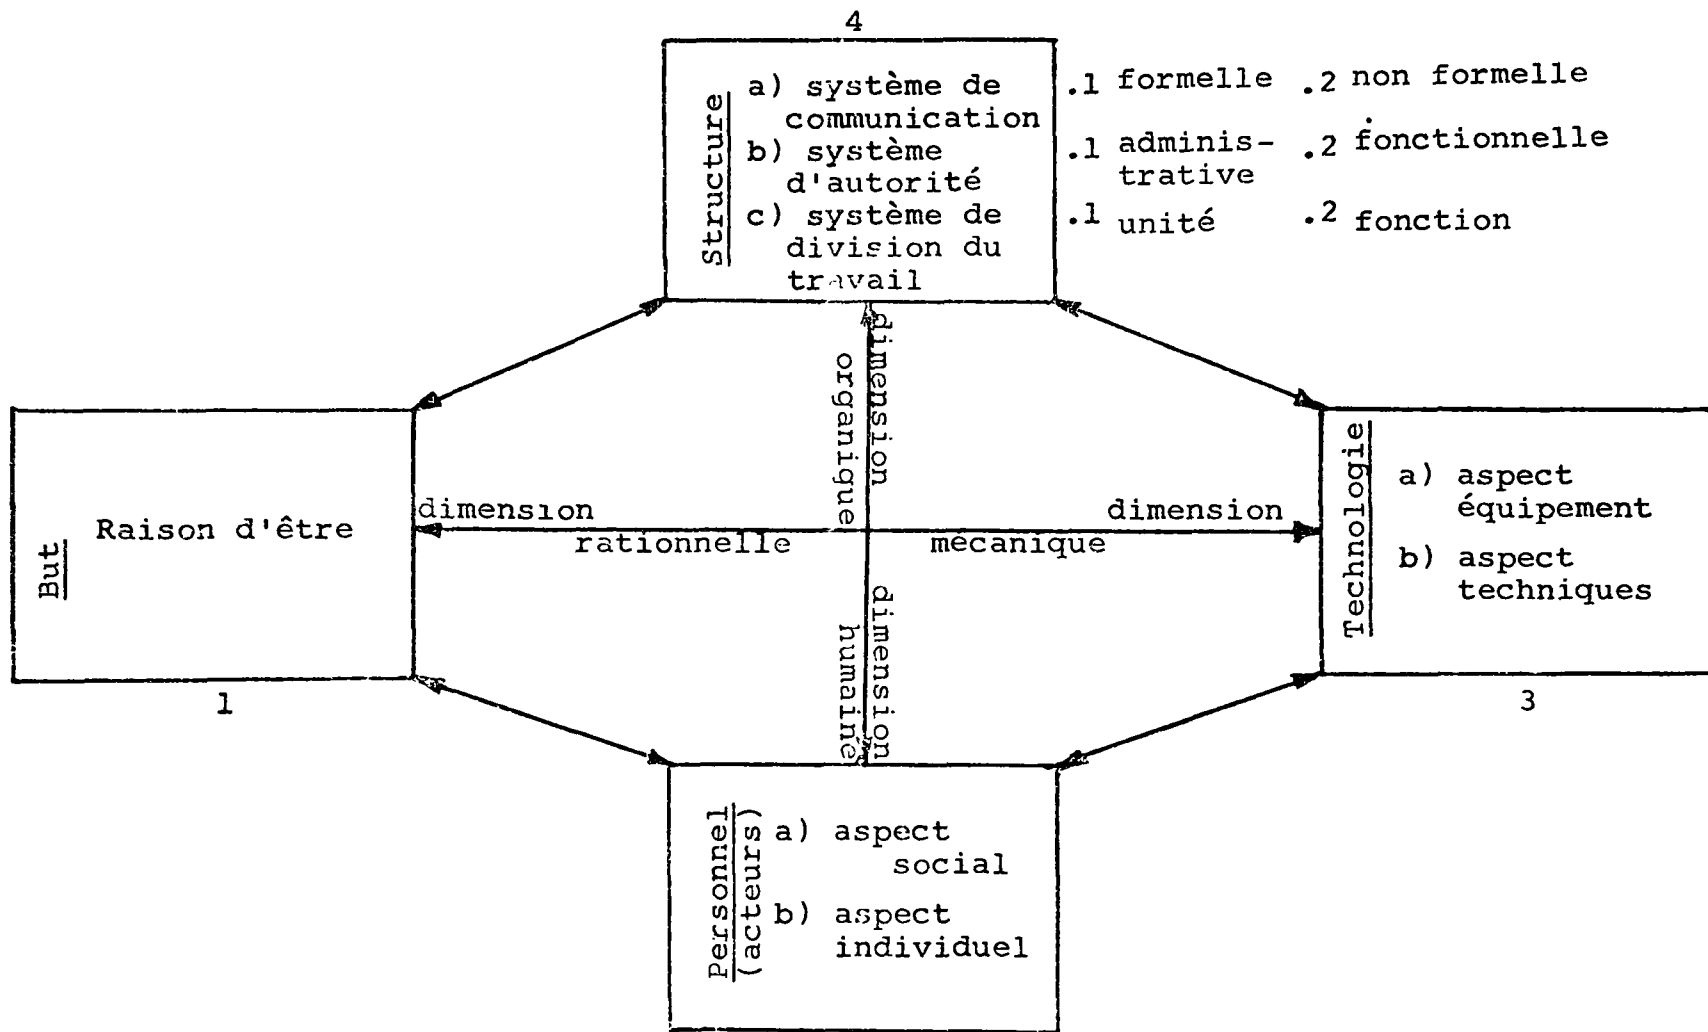 4
Structure
a) système de
communication
b) système
d'autorité
c) système de
division du
travail
.1 formelle .2 non formelle
.1 adminis- .2 fonctionnelle
trative
.1 unité .2 fonction
dimension
organique
But
Raison d'être
1
dimension
rationnelle
dimension
mécanique
Technologie
a) aspect
équipement
b) aspect
techniques
3
dimension
humaine
Personnel
(acteurs)
a) aspect
social
b) aspect
individuel